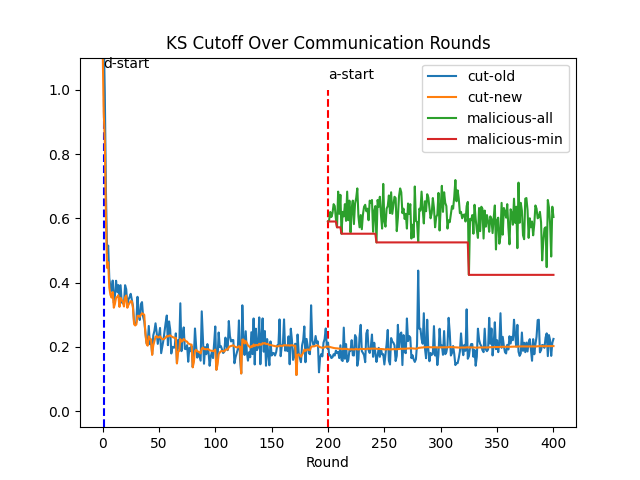 KS Cutoff Over Communication Rounds
d-start
a-start
cut-old
cut-new
malicious-all
malicious-min
1.0
0.8
0.6
0.4
0.2
0.0
0 50 100 150 200 250 300 350 400
Round